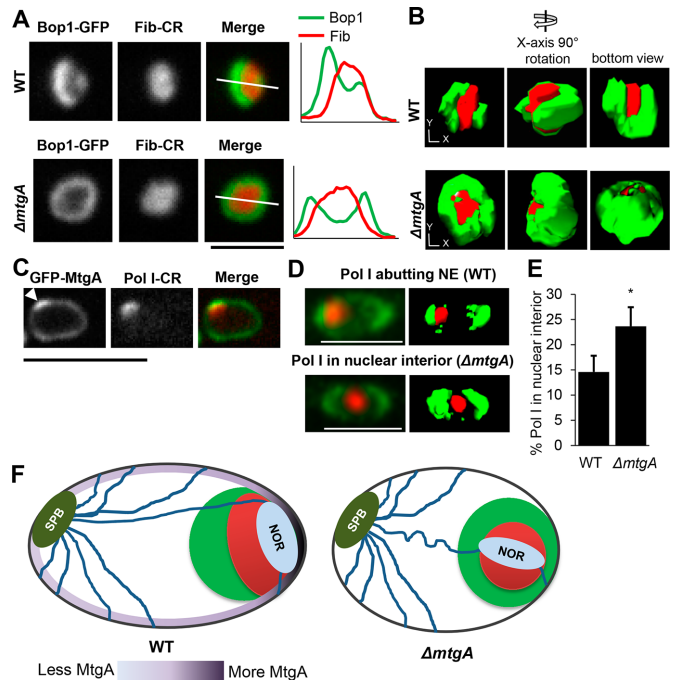 A
Bop1-GFP Fib-CR Merge
WT
Bop1
Fib
Bop1-GFP Fib-CR Merge
ΔmtgA
B
X-axis 90°
rotation
bottom view
WT
Y
X
ΔmtgA
Y
X
C
GFP-MtgA Pol I-CR Merge
D
Pol I abutting NE (WT)
Pol I in nuclear interior (ΔmtgA)
E
% Pol I in nuclear interior
30
25
20
15
10
5
0
*
WT ΔmtgA
F
SPB
NOR
WT
SPB
NOR
ΔmtgA
Less MtgA More MtgA